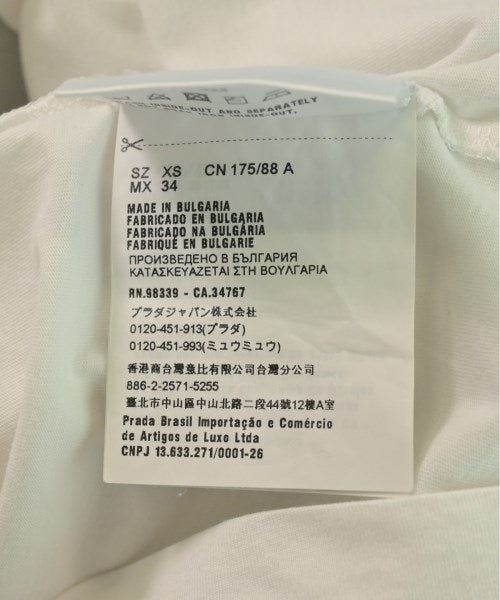 INSIDE-OUT AND SEPARATELY
SZ XS CN 175/88 A
MX 34
MADE IN BULGARIA
FABRICADO EN BULGARIA
FABRICADO NA BULGÁRIA
FABRIQUÉ EN BULGARIE
ПРОИЗВЕДЕНО В БЪЛГАРИЯ
ΚΑΤΑΣΚΕΥΑΖΕΤΑΙ ΣΤΗ ΒΟΥΛΓΑΡΙΑ
RN.98339 - CA.34767
プラダジャパン株式会社
0120-451-913(プラダ)
0120-451-993(ミュウミュウ)
香港商台灣意比有限公司台灣分公司
886-2-2571-5255
臺北市中山區中山北路二段44號12樓A室
Prada Brasil Importação e Comércio
de Artigos de Luxo Ltda
CNPJ 13.633.271/0001-26